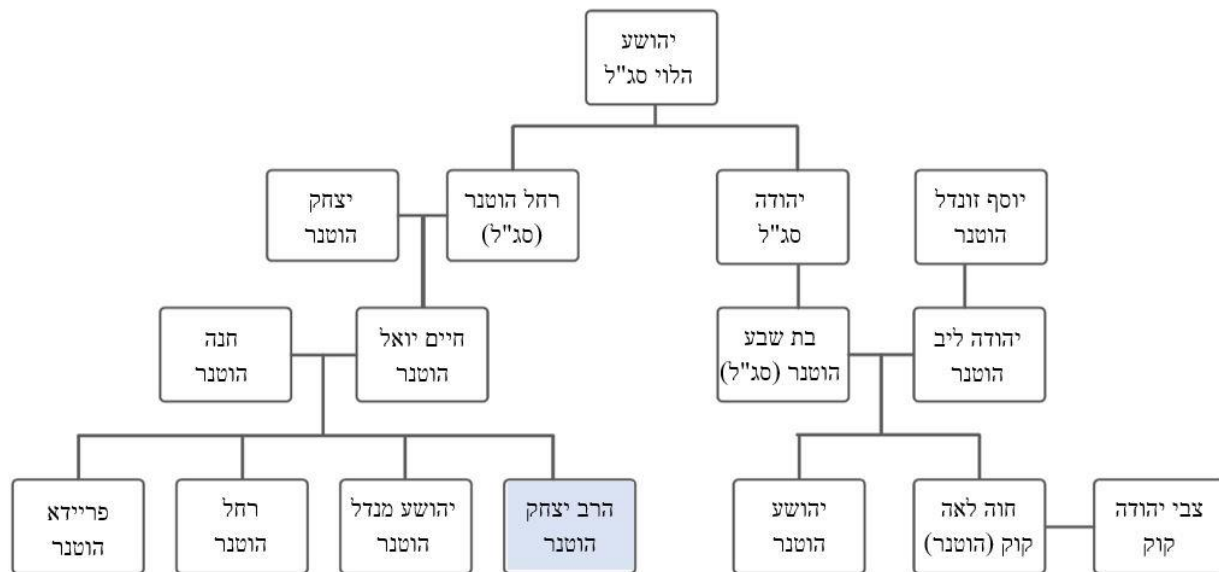 יהושע
הלוי סג"ל
יוסף זונדל
הוטנר
יהודה
סג"ל
רחל הוטנר
(סג"ל)
יצחק
הוטנר
יהודה ליב
הוטנר
בת שבע
הוטנר (סג"ל)
חיים יואל
הוטנר
חנה
הוטנר
צבי יהודה
קוק
חוה לאה
קוק (הוטנר)
יהושע
הוטנר
הרב יצחק
הוטנר
יהושע מנדל
הוטנר
רחל
הוטנר
פריידא
הוטנר